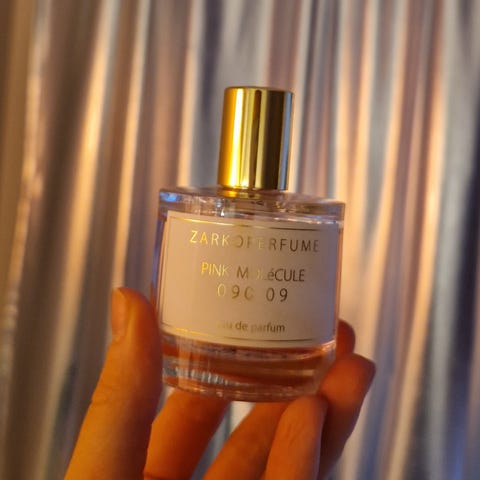 ZARKOPERFUME
PINK MOLéCULE
090 09
eau de parfum